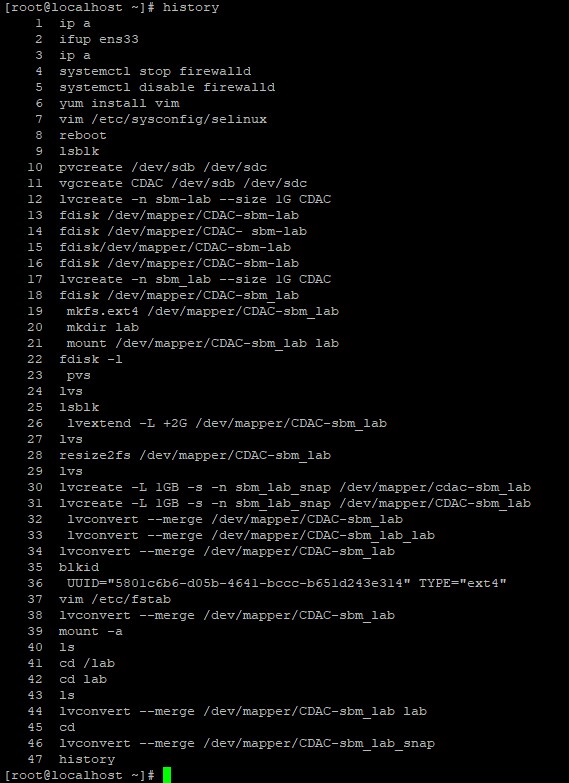 [root@localhost ~]# history
1 ip a
2 ifup ens33
3 ip a
4 systemctl stop firewalld
5 systemctl disable firewalld
6 yum install vim
7 vim /etc/sysconfig/selinux
8 reboot
9 lsblk
10 pvcreate /dev/sdb /dev/sdc
11 vgcreate CDAC /dev/sdb /dev/sdc
12 lvcreate -n sbm-lab --size 1G CDAC
13 fdisk /dev/mapper/CDAC-sbm-lab
14 fdisk /dev/mapper/CDAC- sbm-lab
15 fdisk/dev/mapper/CDAC-sbm-lab
16 fdisk /dev/mapper/CDAC-sbm-lab
17 lvcreate -n sbm_lab --size 1G CDAC
18 fdisk /dev/mapper/CDAC-sbm_lab
19 mkfs.ext4 /dev/mapper/CDAC-sbm_lab
20 mkdir lab
21 mount /dev/mapper/CDAC-sbm_lab lab
22 fdisk -l
23 pvs
24 lvs
25 lsblk
26 lvextend -L +2G /dev/mapper/CDAC-sbm_lab
27 lvs
28 resize2fs /dev/mapper/CDAC-sbm_lab
29 lvs
30 lvcreate -L 1GB -s -n sbm_lab_snap /dev/mapper/cdac-sbm_lab
31 lvcreate -L 1GB -s -n sbm_lab_snap /dev/mapper/CDAC-sbm_lab
32 lvconvert --merge /dev/mapper/CDAC-sbm_lab
33 lvconvert --merge /dev/mapper/CDAC-sbm_lab_lab
34 lvconvert --merge /dev/mapper/CDAC-sbm_lab
35 blkid
36 UUID="5801c6b6-d05b-4641-bccc-b651d243e314" TYPE="ext4"
37 vim /etc/fstab
38 lvconvert --merge /dev/mapper/CDAC-sbm_lab
39 mount -a
40 ls
41 cd /lab
42 cd lab
43 ls
44 lvconvert --merge /dev/mapper/CDAC-sbm_lab lab
45 cd
46 lvconvert --merge /dev/mapper/CDAC-sbm_lab_snap
47 history
[root@localhost ~]#